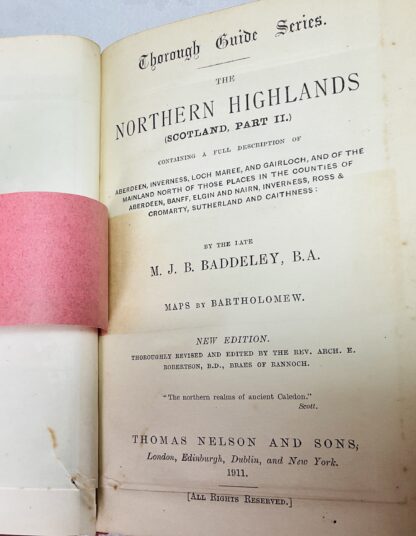 Thorough Guide Series.
THE
NORTHERN HIGHLANDS
(SCOTLAND, PART II.)
CONTAINING A FULL DESCRIPTION OF
ABERDEEN, INVERNESS, LOCH MAREE, AND GAIRLOCH, AND OF THE
MAINLAND NORTH OF THOSE PLACES IN THE COUNTIES OF
ABERDEEN, BANFF, ELGIN AND NAIRN, INVERNESS, ROSS &
CROMARTY, SUTHERLAND AND CAITHNESS:
BY THE LATE
M. J. B. BADDELEY, B.A.
MAPS BY BARTHOLOMEW.
NEW EDITION.
THOROUGHLY REVISED AND EDITED BY THE REV. ARCH. E.
ROBERTSON, B.D., BRAES OF RANNOCH.
"The northern realms of ancient Caledon."
Scott.
THOMAS NELSON AND SONS,
London, Edinburgh, Dublin, and New York.
1911.
[ALL RIGHTS RESERVED.]